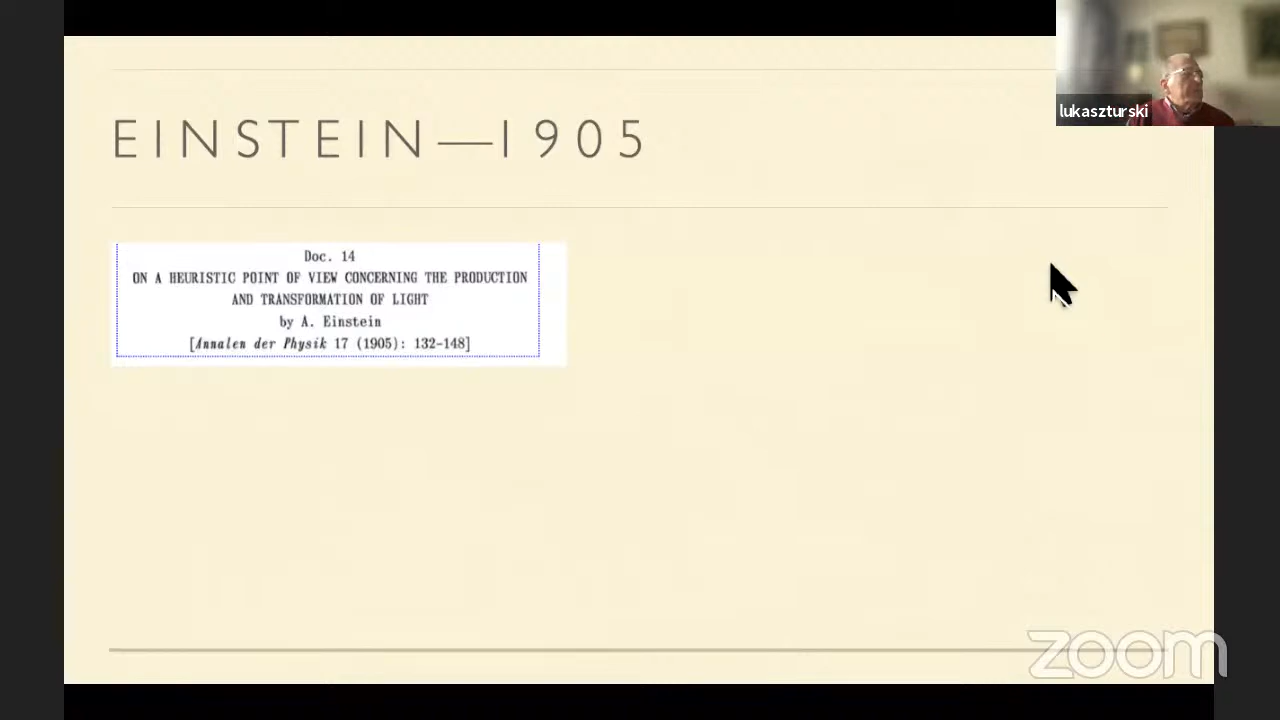 EINSTEIN—1905
lukaszturski
Doc. 14
ON A HEURISTIC POINT OF VIEW CONCERNING THE PRODUCTION
AND TRANSFORMATION OF LIGHT
by A. Einstein
[Annalen der Physik 17 (1905): 132-148]
zoom